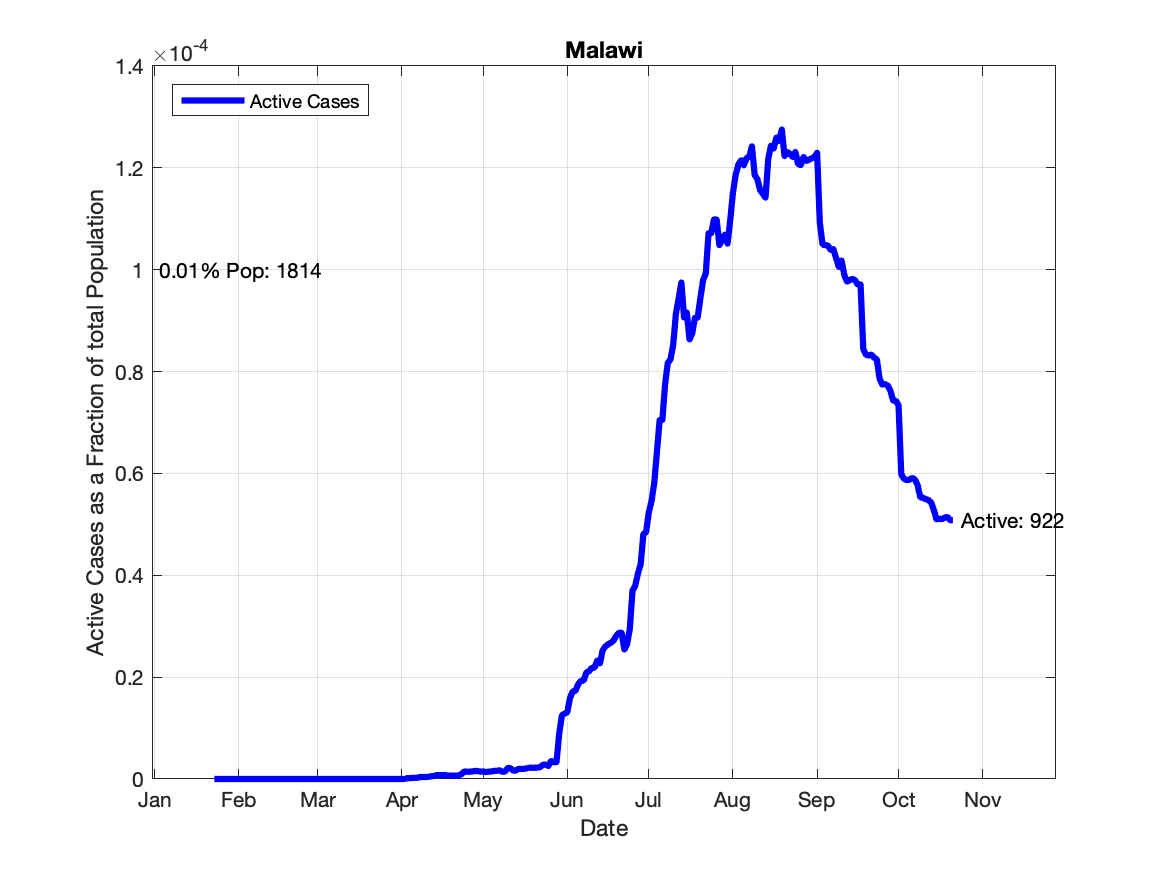 Malawi
×10-4
Active Cases
1.4
1.2
1
0.8
0.6
0.4
0.2
0
0.01% Pop: 1814
Active: 922
Active Cases as a Fraction of total Population
Jan Feb Mar Apr May Jun Jul Aug Sep Oct Nov
Date